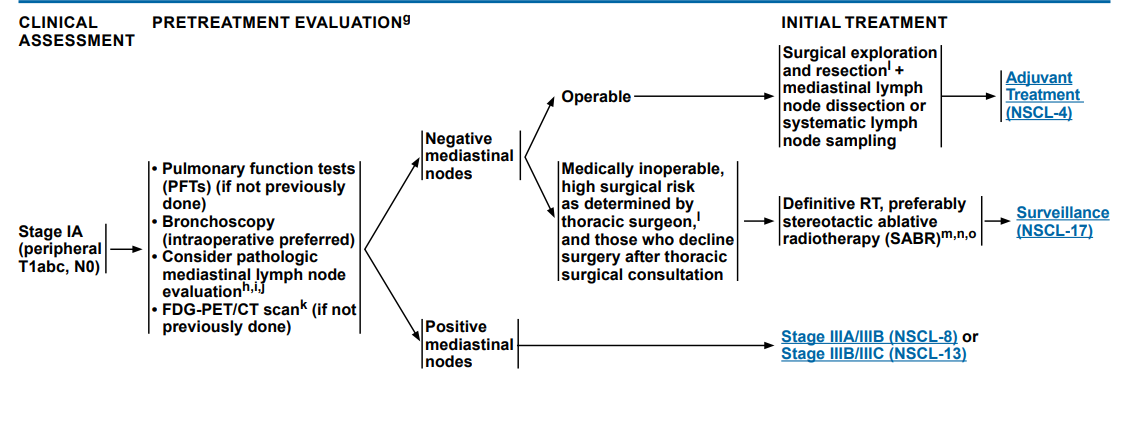 CLINICAL
ASSESSMENT
PRETREATMENT EVALUATIONg
INITIAL TREATMENT
Stage IA
(peripheral
T1abc, N0)
• Pulmonary function tests
(PFTs) (if not previously
done)
• Bronchoscopy
(intraoperative preferred)
• Consider pathologic
mediastinal lymph node
evaluationh,i,j
• FDG-PET/CT scank (if not
previously done)
Negative
mediastinal
nodes
Operable
Surgical exploration
and resectionl +
mediastinal lymph
node dissection or
systematic lymph
node sampling
Adjuvant
Treatment
(NSCL-4)
Medically inoperable,
high surgical risk
as determined by
thoracic surgeon,l
and those who decline
surgery after thoracic
surgical consultation
Definitive RT, preferably
stereotactic ablative
radiotherapy (SABR)m,n,o
Surveillance
(NSCL-17)
Positive
mediastinal
nodes
Stage IIIA/IIIB (NSCL-8) or
Stage IIIB/IIIC (NSCL-13)